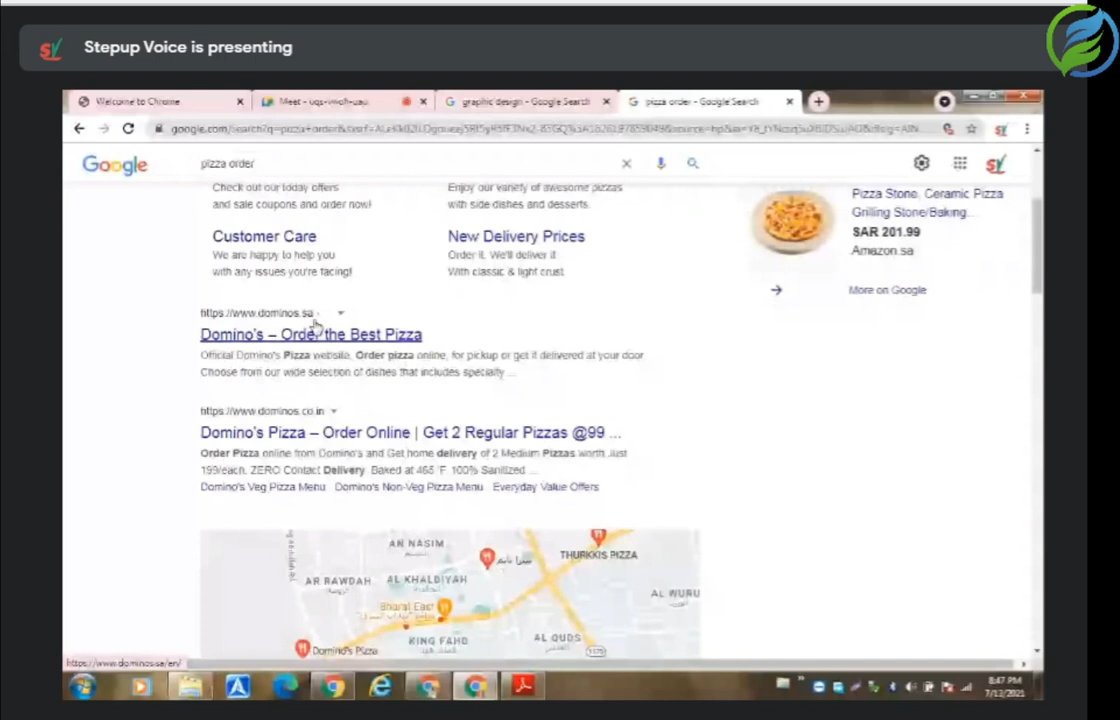 Stepup Voice is presenting
Welcome to Chrome
graphic design - Google Search
pizza order - Google Search
Google
pizza order
Check out our today offers
and sale coupons and order now!
Enjoy our variety of awesome pizzas
with side dishes and desserts.
Customer Care
We are happy to help you
with any issues you're facing!
New Delivery Prices
Order it. We'll deliver it
With classic & light crust
Pizza Stone, Ceramic Pizza
Grilling Stone/Baking...
SAR 201.99
Amazon.sa
More on Google
https://www.dominos.sa
Domino's – Order the Best Pizza
Official Domino's Pizza website, Order pizza online, for pickup or get it delivered at your door
Choose from our wide selection of dishes that includes specialty ...
https://www.dominos.co.in
Domino's Pizza – Order Online | Get 2 Regular Pizzas @99 ...
Order Pizza online from Domino's and Get home delivery of 2 Medium Pizzas worth Just
199/each. ZERO Contact Delivery. Baked at 465 °F 100% Sanitized ...
Domino's Veg Pizza Menu
Domino's Non-Veg Pizza Menu
Everyday Value Offers
AN NASIM
THURKKIS PIZZA
AR RAWDAH
AL KHALDIYAH
AL WURU
Bharat East
KING FAHD
AL QUDS
Domino's Pizza
https://www.dominos.sa/en/
8:47 PM